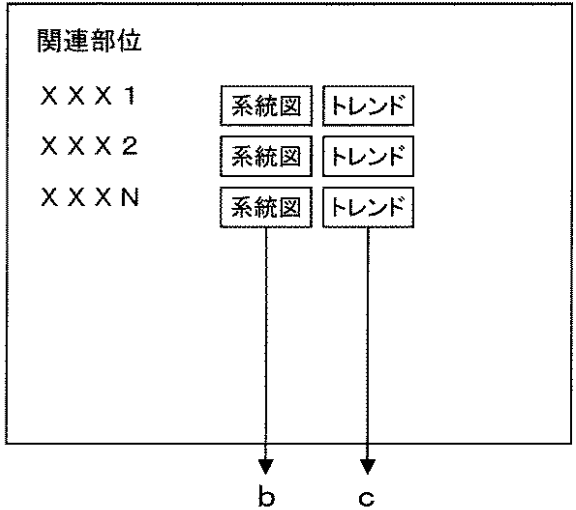 関連部位
XXX1 系統図 トレンド
XXX2 系統図 トレンド
XXXN 系統図 トレンド
b c